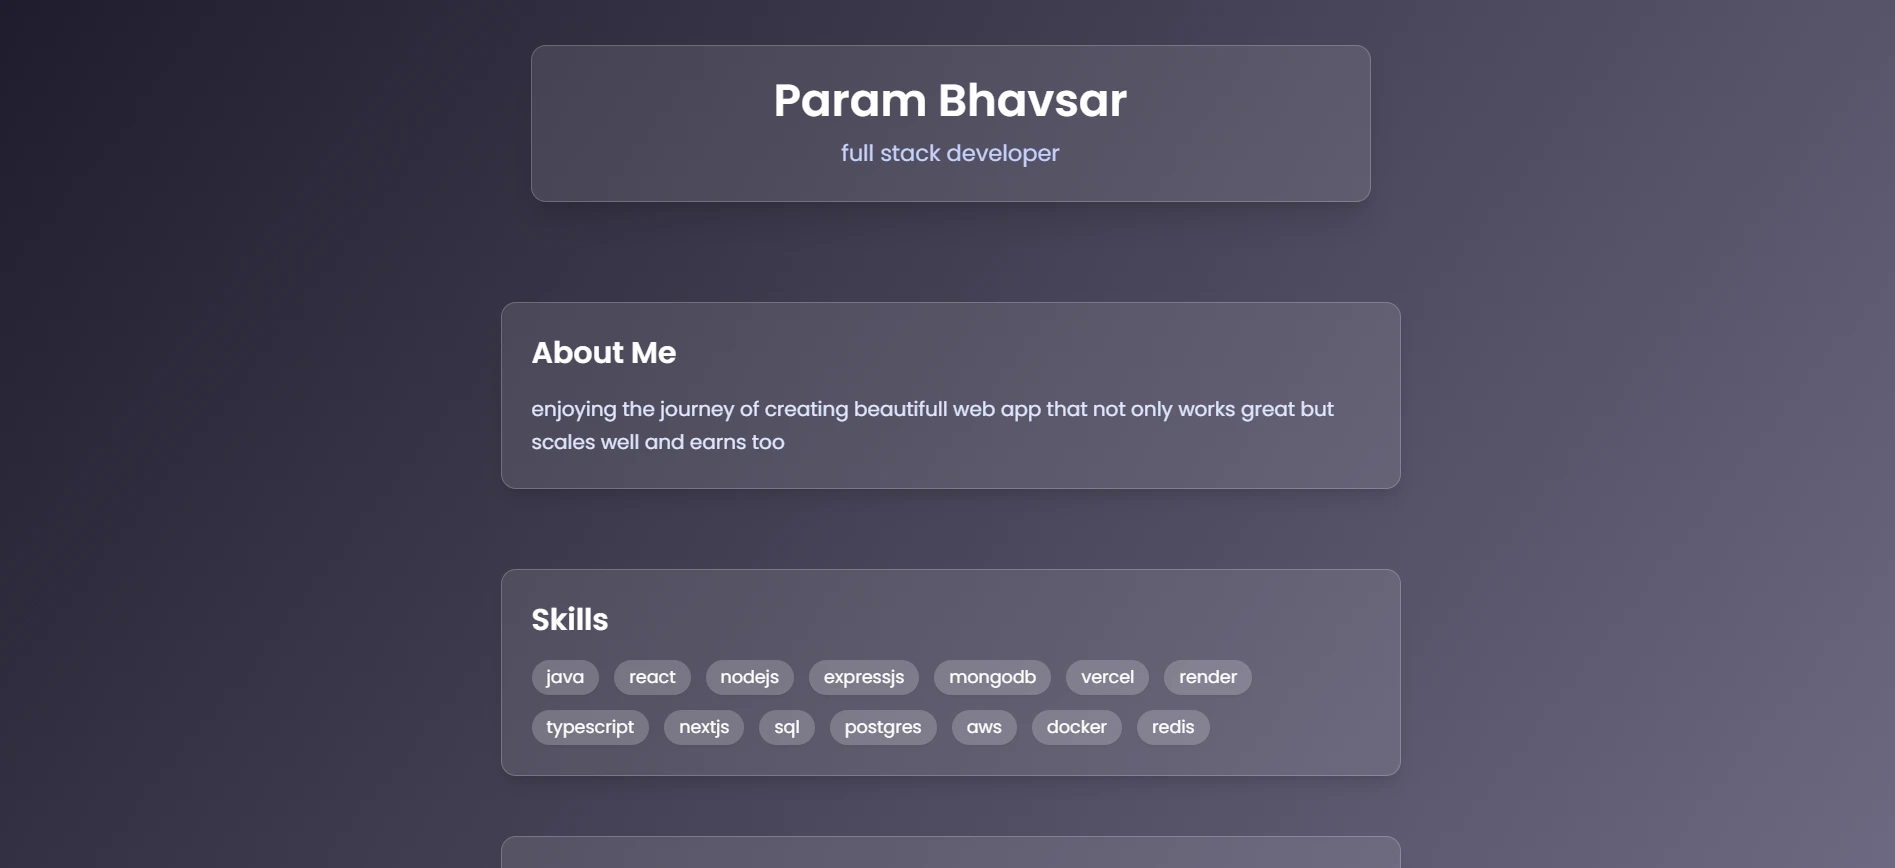 Param Bhavsar
full stack developer
About Me
enjoying the journey of creating beautifull web app that not only works great but
scales well and earns too
Skills
java react nodejs expressjs mongodb vercel render
typescript nextjs sql postgres aws docker redis